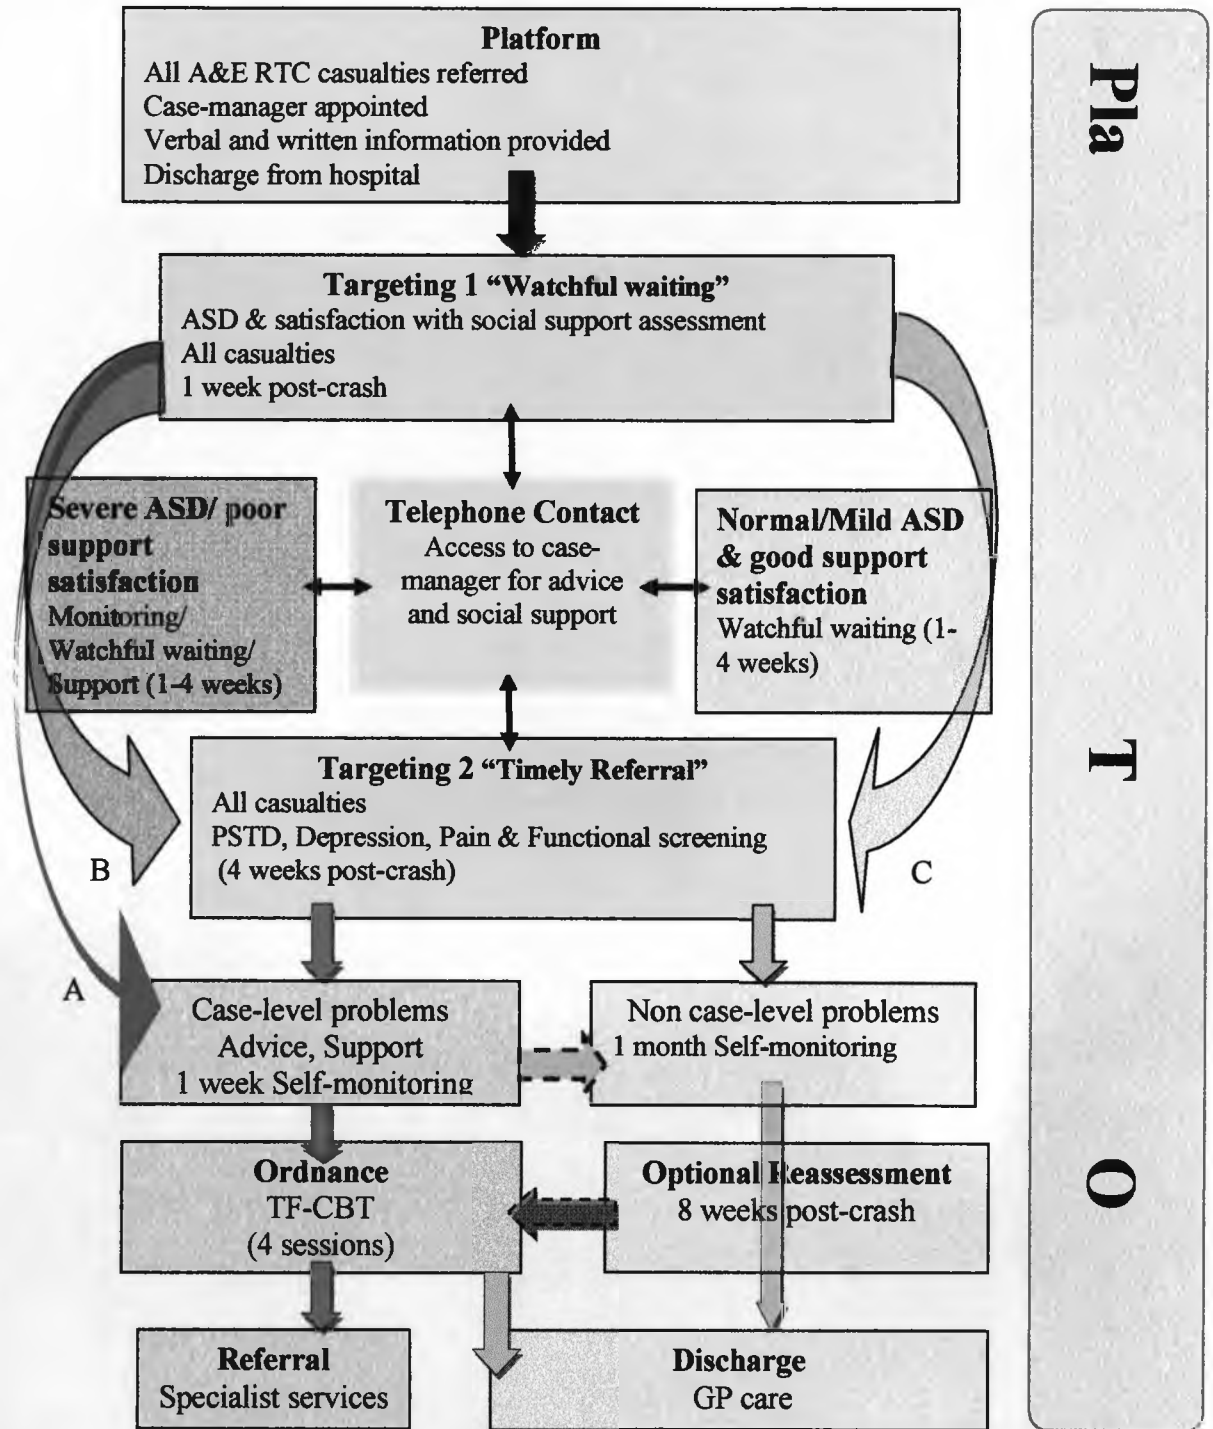 Platform
All A&E RTC casualties referred
Case-manager appointed
Verbal and written information provided
Discharge from hospital
Targeting 1 “Watchful waiting”
ASD & satisfaction with social support assessment
All casualties
1 week post-crash
Severe ASD/ poor
support
satisfaction
Monitoring/
Watchful waiting/
Support (1-4 weeks)
Telephone Contact
Access to case-
manager for advice
and social support
Normal/Mild ASD
& good support
satisfaction
Watchful waiting (1-
4 weeks)
Targeting 2 “Timely Referral”
All casualties
PSTD, Depression, Pain & Functional screening
(4 weeks post-crash)
B
C
A
Case-level problems
Advice, Support
1 week Self-monitoring
Non case-level problems
1 month Self-monitoring
Ordnance
TF-CBT
(4 sessions)
Optional Reassessment
8 weeks post-crash
Referral
Specialist services
Discharge
GP care
Pla
T
O